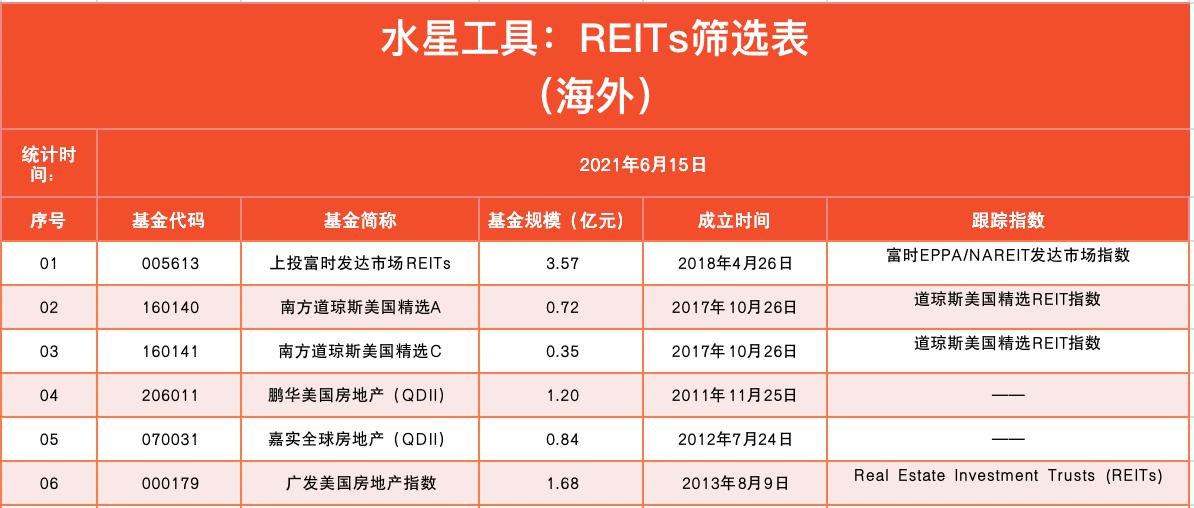 水星工具：REITs筛选表
（海外）
统计时
间：
2021年6月15日
序号 基金代码 基金简称 基金规模（亿元） 成立时间 跟踪指数
01 005613 上投富时发达市场REITs 3.57 2018年4月26日 富时EPPA/NAREIT发达市场指数
02 160140 南方道琼斯美国精选A 0.72 2017年10月26日 道琼斯美国精选REIT指数
03 160141 南方道琼斯美国精选C 0.35 2017年10月26日 道琼斯美国精选REIT指数
04 206011 鹏华美国房地产（QDII） 1.20 2011年11月25日 ——
05 070031 嘉实全球房地产（QDII） 0.84 2012年7月24日 ——
06 000179 广发美国房地产指数 1.68 2013年8月9日 Real Estate Investment Trusts (REITs)